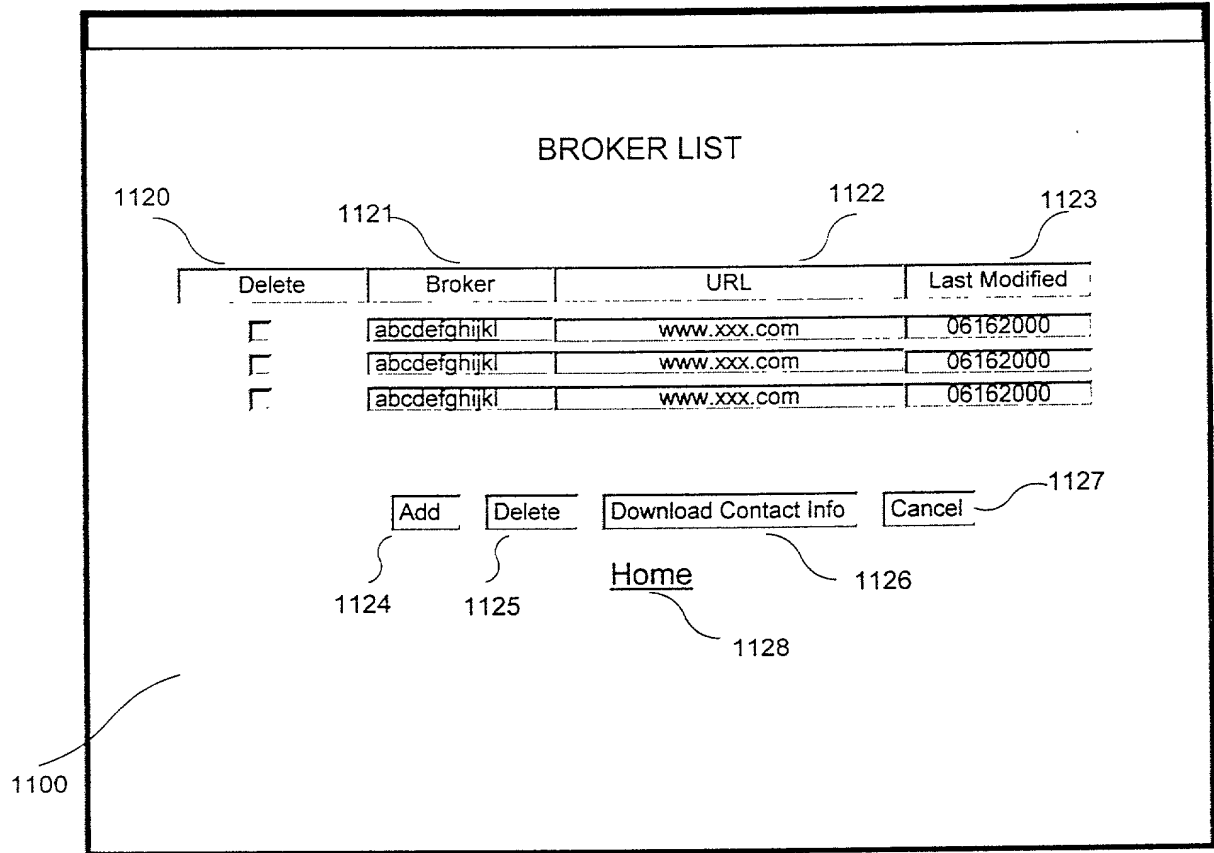 BROKER LIST
1120 1121 1122 1123
Delete Broker URL Last Modified
abcdefghijkl www.xxx.com 06162000
abcdefghijkl www.xxx.com 06162000
abcdefghijkl www.xxx.com 06162000
1127
Add Delete Download Contact Info Cancel
Home
1124 1125 1126
1128
1100